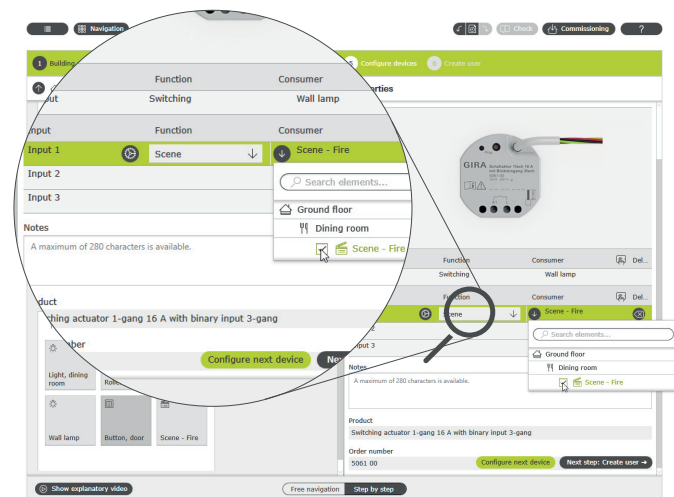 Navigation
Check
Commissioning
?
1 Building
5 Configure devices
6 Create user
Function
Consumer
Switching
Wall lamp
Input
Function
Consumer
Input 1
Scene
Scene - Fire
Input 2
Input 3
Search elements...
Ground floor
Dining room
Scene - Fire
Notes
A maximum of 280 characters is available.
ching actuator 1-gang 16 A with binary input 3-gang
Configure next device
GIRA
Function
Consumer
Del...
Switching
Wall lamp
Function
Consumer
Del...
Scene
Scene - Fire
Input 3
Search elements...
Ground floor
Dining room
Scene - Fire
Notes
A maximum of 280 characters is available.
Product
Switching actuator 1-gang 16 A with binary input 3-gang
Order number
5061 00
Configure next device
Next step: Create user
Light, dining
room
Wall lamp
Button, door
Scene - Fire
Show explanatory video
Free navigation
Step by step